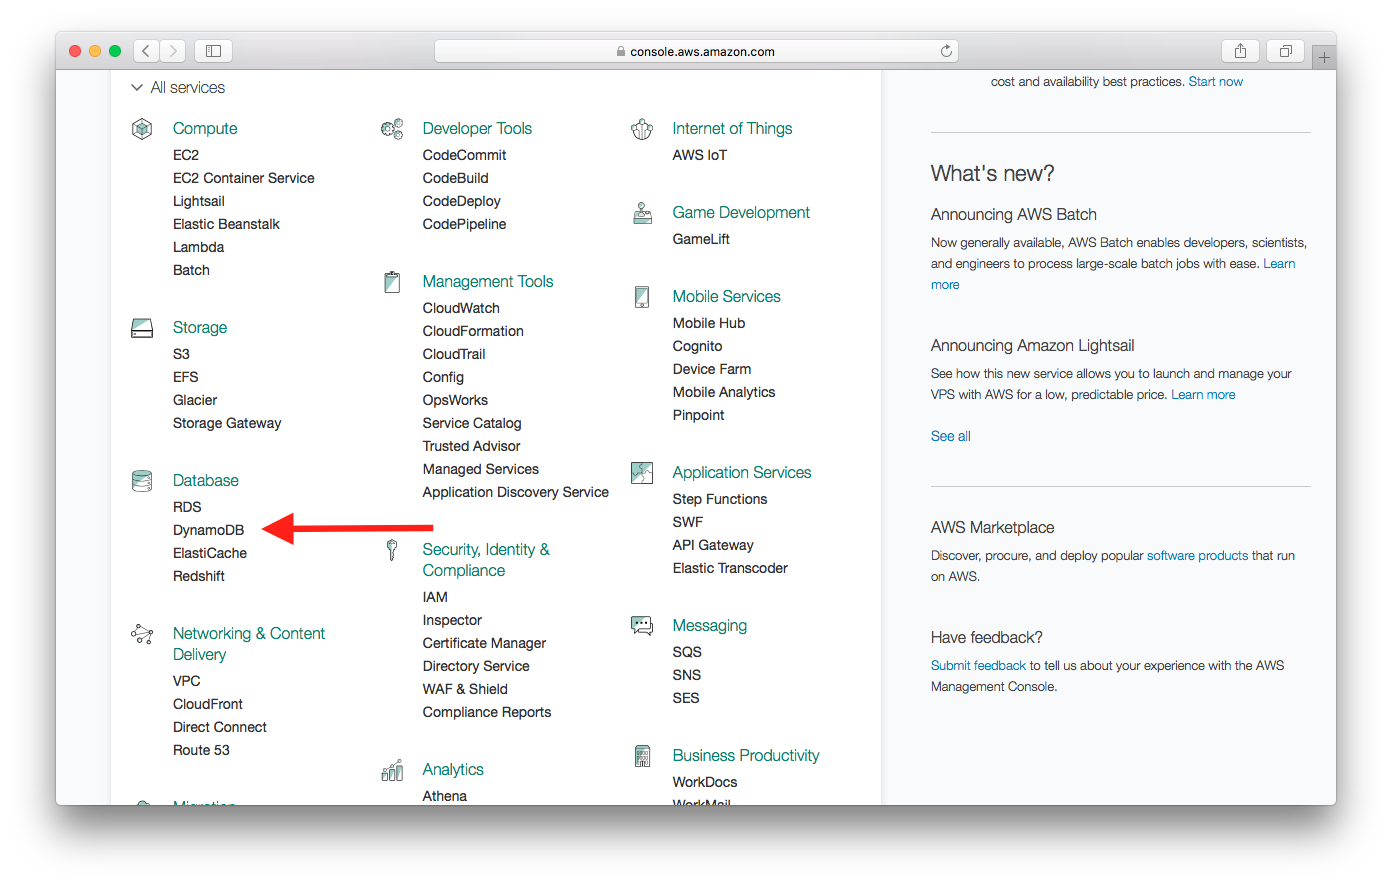 console.aws.amazon.com
All services
Compute
EC2
EC2 Container Service
Lightsail
Elastic Beanstalk
Lambda
Batch
Storage
S3
EFS
Glacier
Storage Gateway
Database
RDS
DynamoDB
ElastiCache
Redshift
Networking & Content
Delivery
VPC
CloudFront
Direct Connect
Route 53
Migration
Developer Tools
CodeCommit
CodeBuild
CodeDeploy
CodePipeline
Management Tools
CloudWatch
CloudFormation
CloudTrail
Config
OpsWorks
Service Catalog
Trusted Advisor
Managed Services
Application Discovery Service
Security, Identity &
Compliance
IAM
Inspector
Certificate Manager
Directory Service
WAF & Shield
Compliance Reports
Analytics
Athena
Internet of Things
AWS IoT
Game Development
GameLift
Mobile Services
Mobile Hub
Cognito
Device Farm
Mobile Analytics
Pinpoint
Application Services
Step Functions
SWF
API Gateway
Elastic Transcoder
Messaging
SQS
SNS
SES
Business Productivity
WorkDocs
WorkMail
cost and availability best practices. Start now
What's new?
Announcing AWS Batch
Now generally available, AWS Batch enables developers, scientists,
and engineers to process large-scale batch jobs with ease. Learn
more
Announcing Amazon Lightsail
See how this new service allows you to launch and manage your
VPS with AWS for a low, predictable price. Learn more
See all
AWS Marketplace
Discover, procure, and deploy popular software products that run
on AWS.
Have feedback?
Submit feedback to tell us about your experience with the AWS
Management Console.